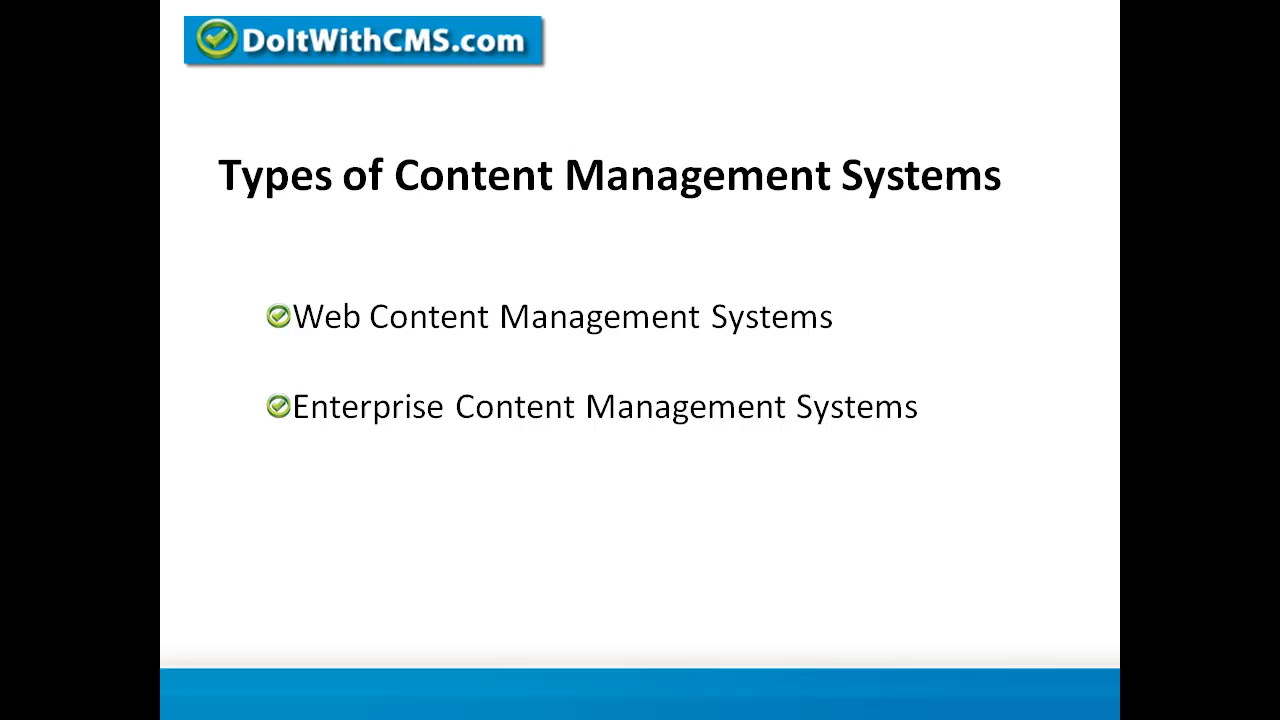 DoItWithCMS.com
Types of Content Management Systems
Web Content Management Systems
Enterprise Content Management Systems